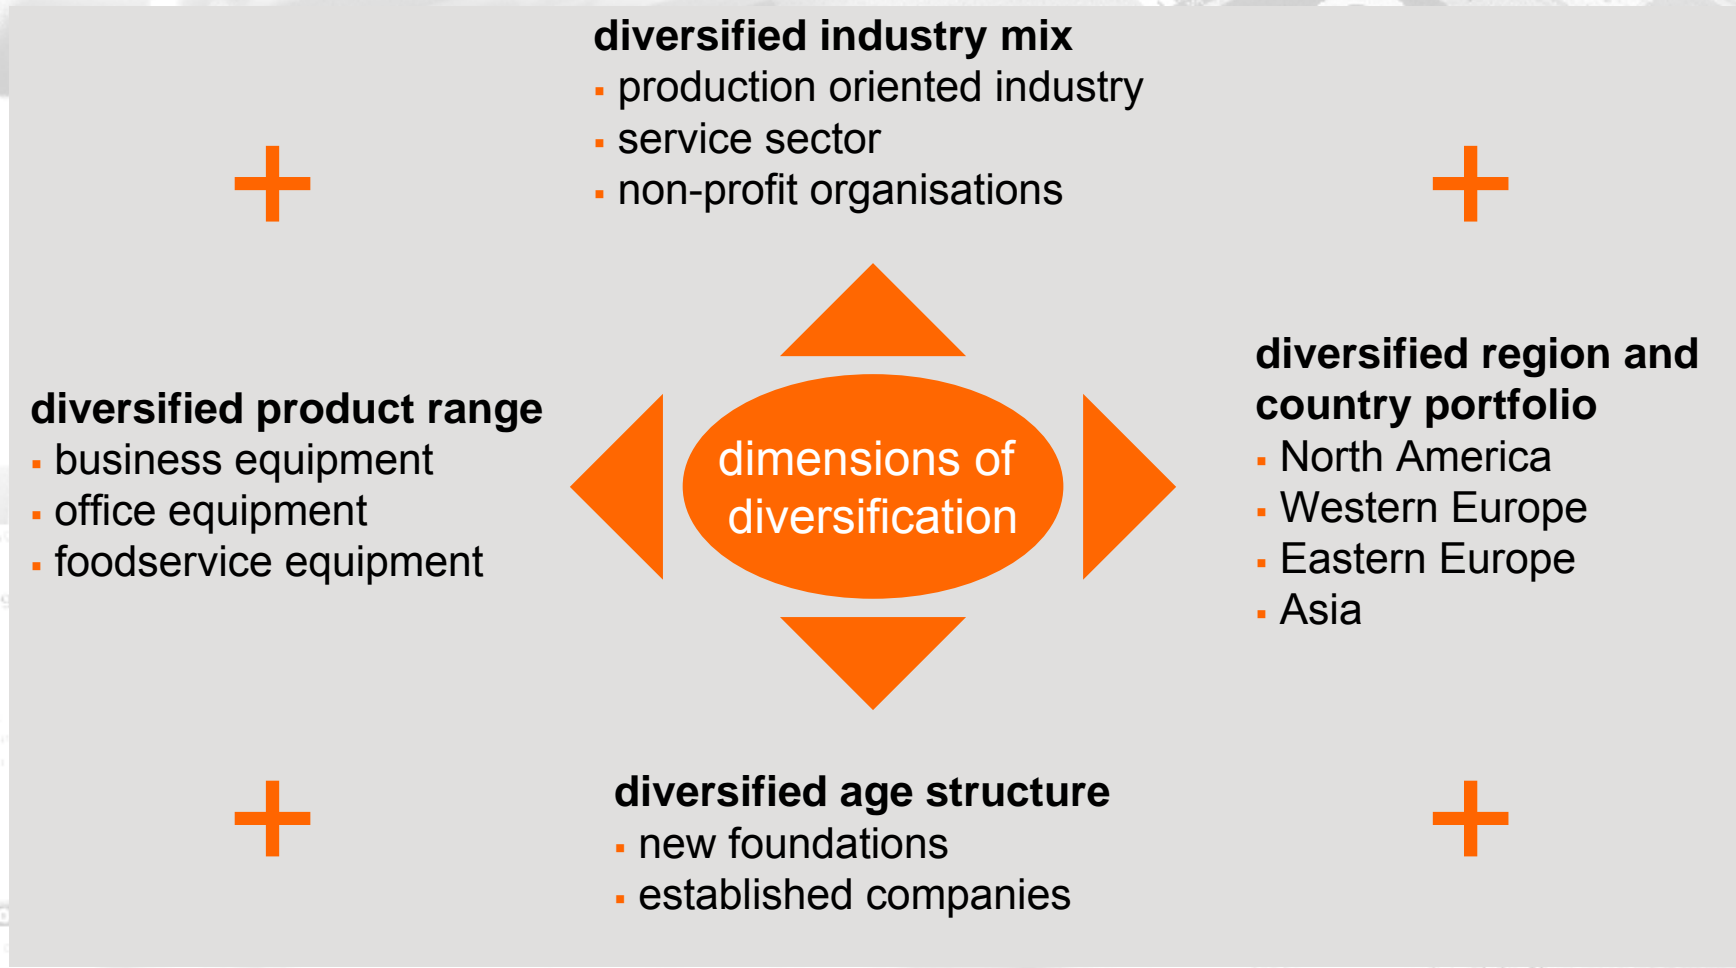 diversified industry mix
▪ production oriented industry
▪ service sector
▪ non-profit organisations
+
+
diversified product range
▪ business equipment
▪ office equipment
▪ foodservice equipment
dimensions of
diversification
diversified region and
country portfolio
▪ North America
▪ Western Europe
▪ Eastern Europe
▪ Asia
+
+
diversified age structure
▪ new foundations
▪ established companies